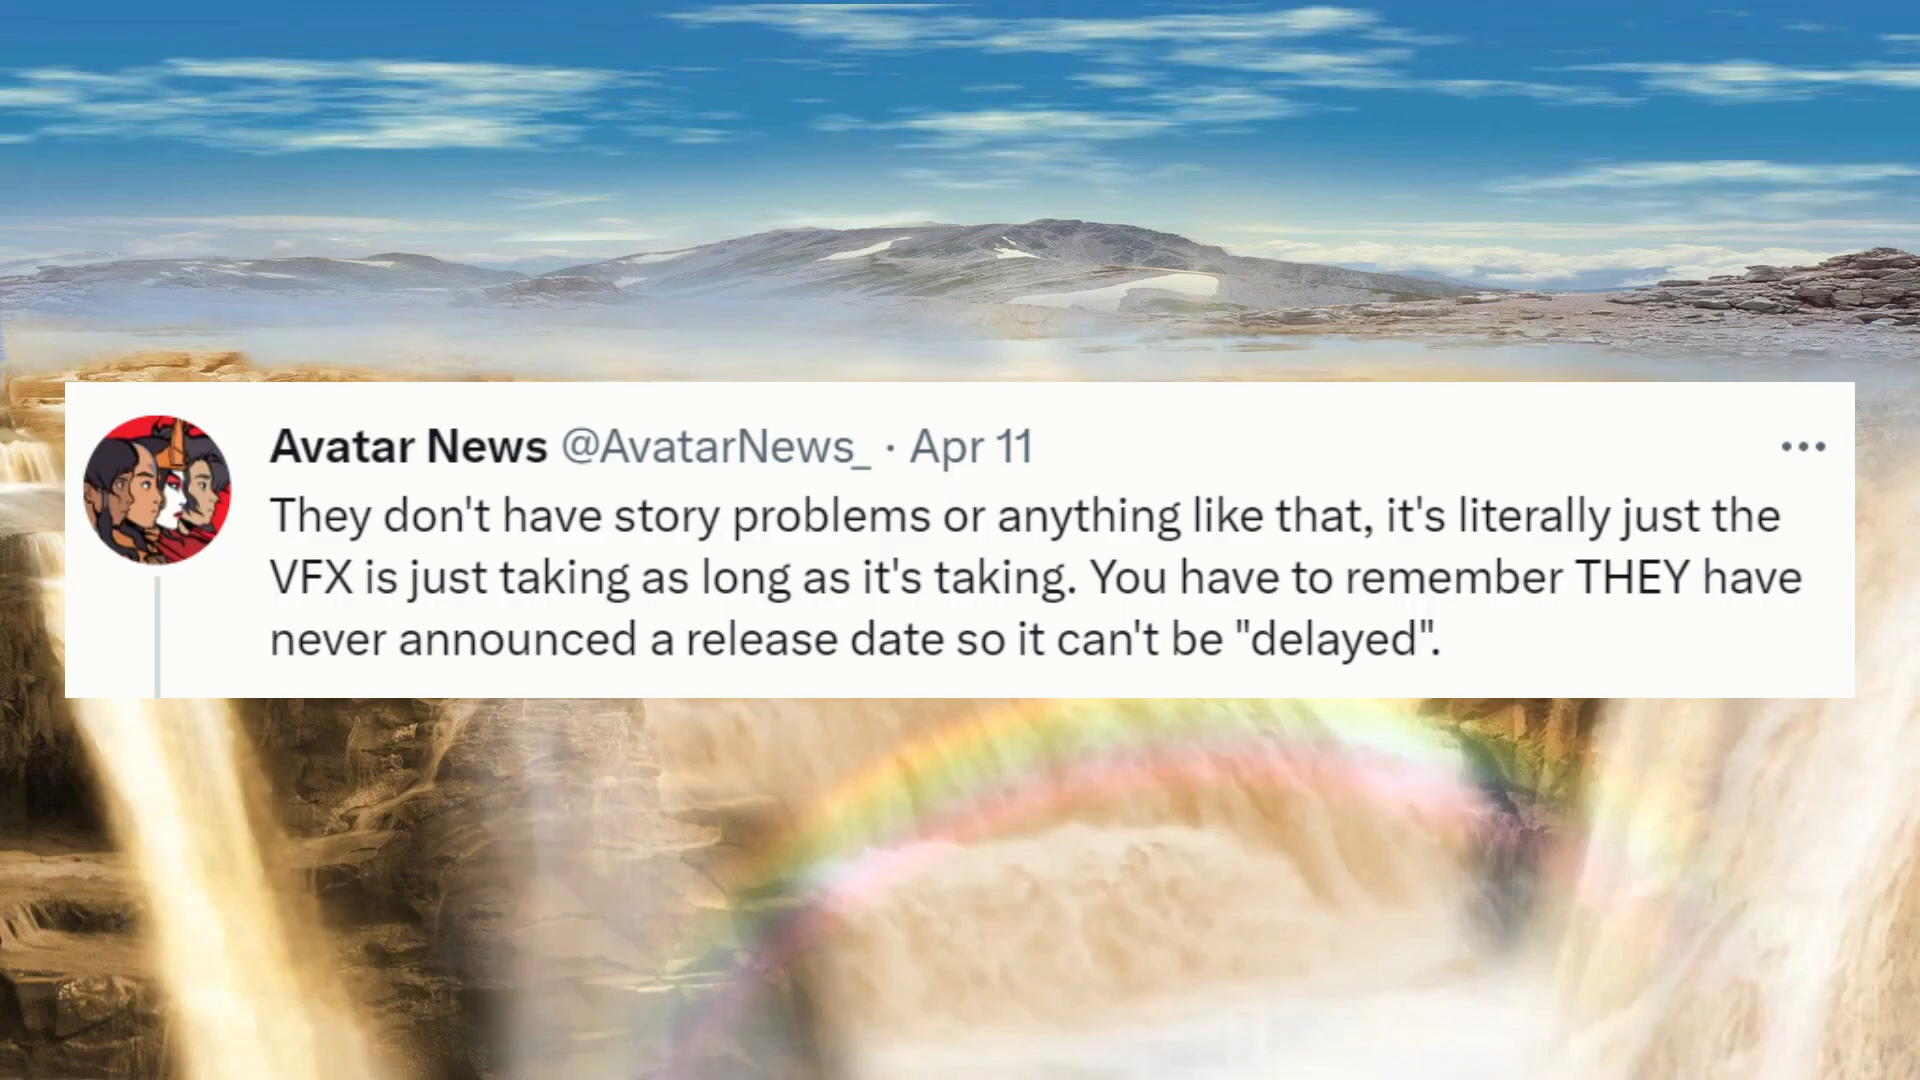 Avatar News @AvatarNews_ · Apr 11
They don't have story problems or anything like that, it's literally just the
VFX is just taking as long as it's taking. You have to remember THEY have
never announced a release date so it can't be "delayed".